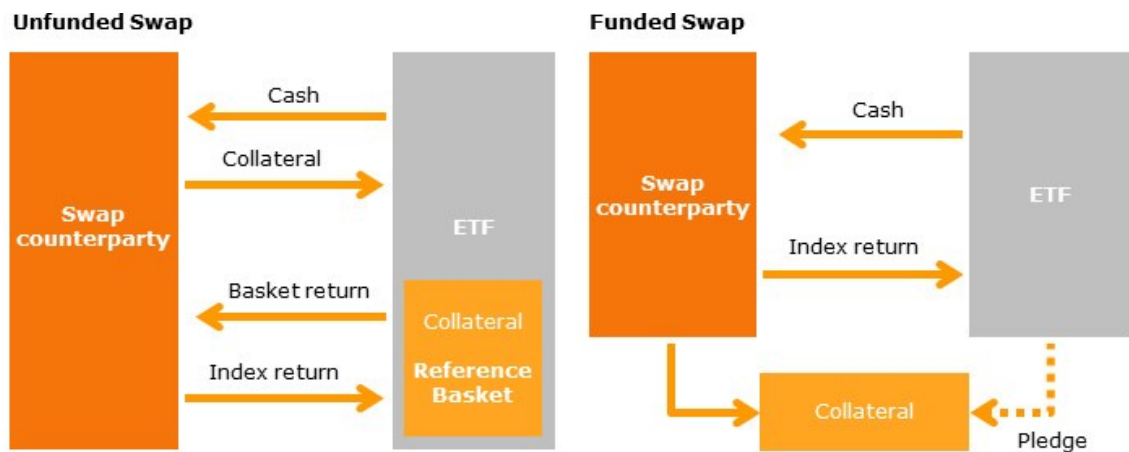 Unfunded Swap
Cash
Collateral
Swap
counterparty
ETF
Basket return
Collateral
Reference
Basket
Index return
Funded Swap
Cash
Swap
counterparty
ETF
Index return
Collateral
Pledge